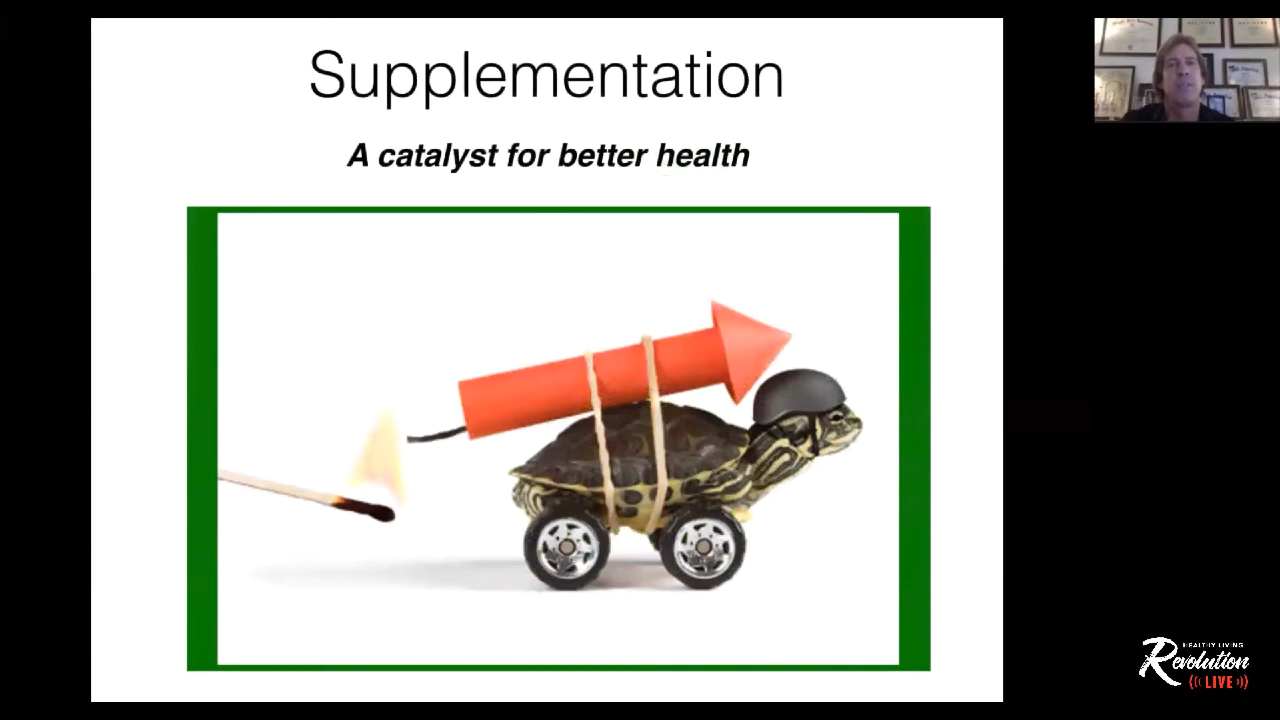 Supplementation
A catalyst for better health
HEALTHY LIVING
Revolution
LIVE